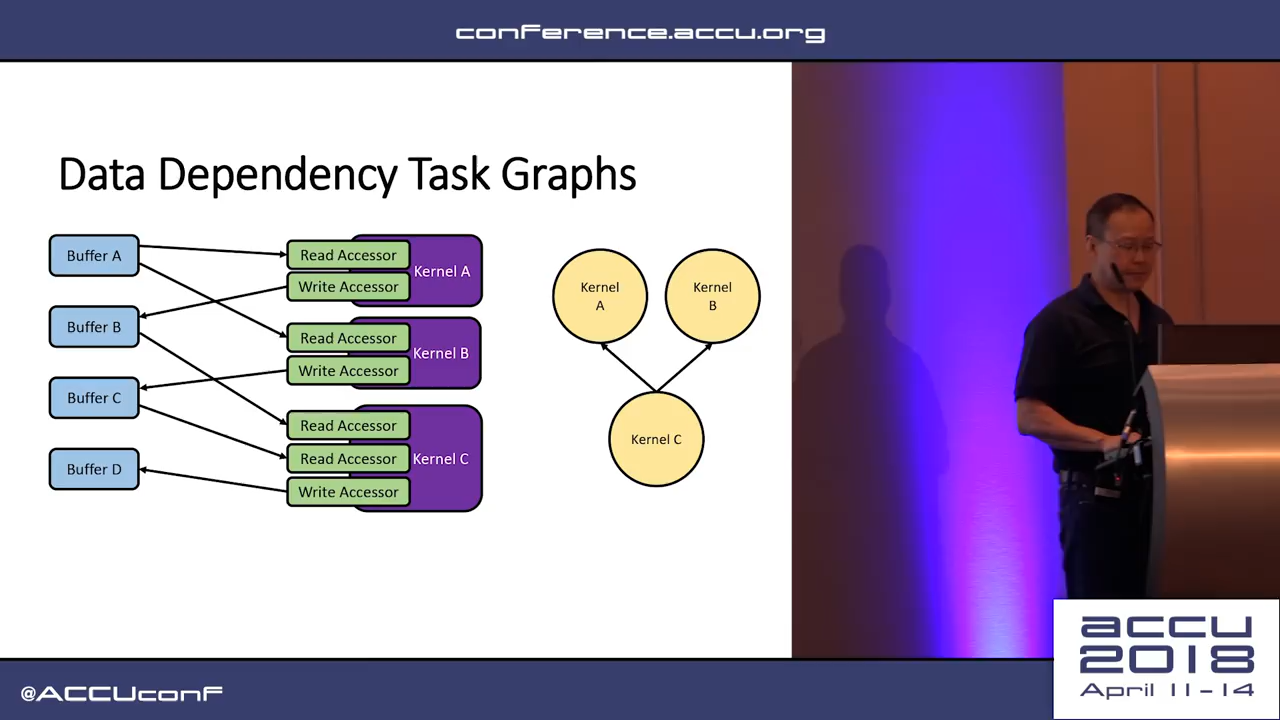 conference.accu.org
Data Dependency Task Graphs
Buffer A
Buffer B
Buffer C
Buffer D
Read Accessor
Write Accessor
Kernel A
Read Accessor
Write Accessor
Kernel B
Read Accessor
Read Accessor
Write Accessor
Kernel C
Kernel
A
Kernel
B
Kernel C
accu
2018
April 11-14
@ACCUconf